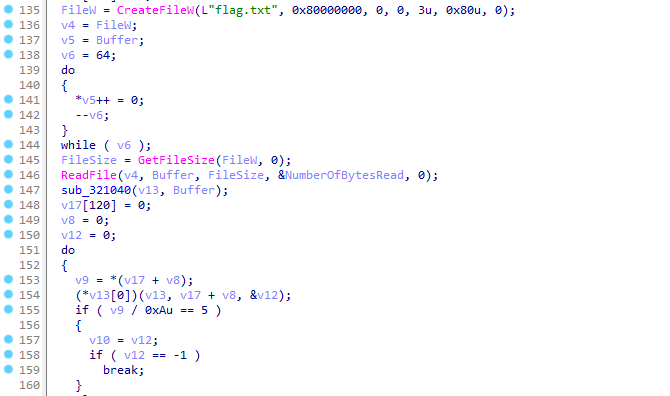 135 FileW = CreateFileW(L"flag.txt", 0x80000000, 0, 0, 3u, 0x80u, 0);
136 v4 = FileW;
137 v5 = Buffer;
138 v6 = 64;
139 do
140 {
141 *v5++ = 0;
142 --v6;
143 }
144 while ( v6 );
145 FileSize = GetFileSize(FileW, 0);
146 ReadFile(v4, Buffer, FileSize, &NumberOfBytesRead, 0);
147 sub_321040(v13, Buffer);
148 v17[120] = 0;
149 v8 = 0;
150 v12 = 0;
151 do
152 {
153 v9 = *(v17 + v8);
154 (*v13[0])(v13, v17 + v8, &v12);
155 if ( v9 / 0xAu == 5 )
156 {
157 v10 = v12;
158 if ( v12 == -1 )
159 break;
160 }